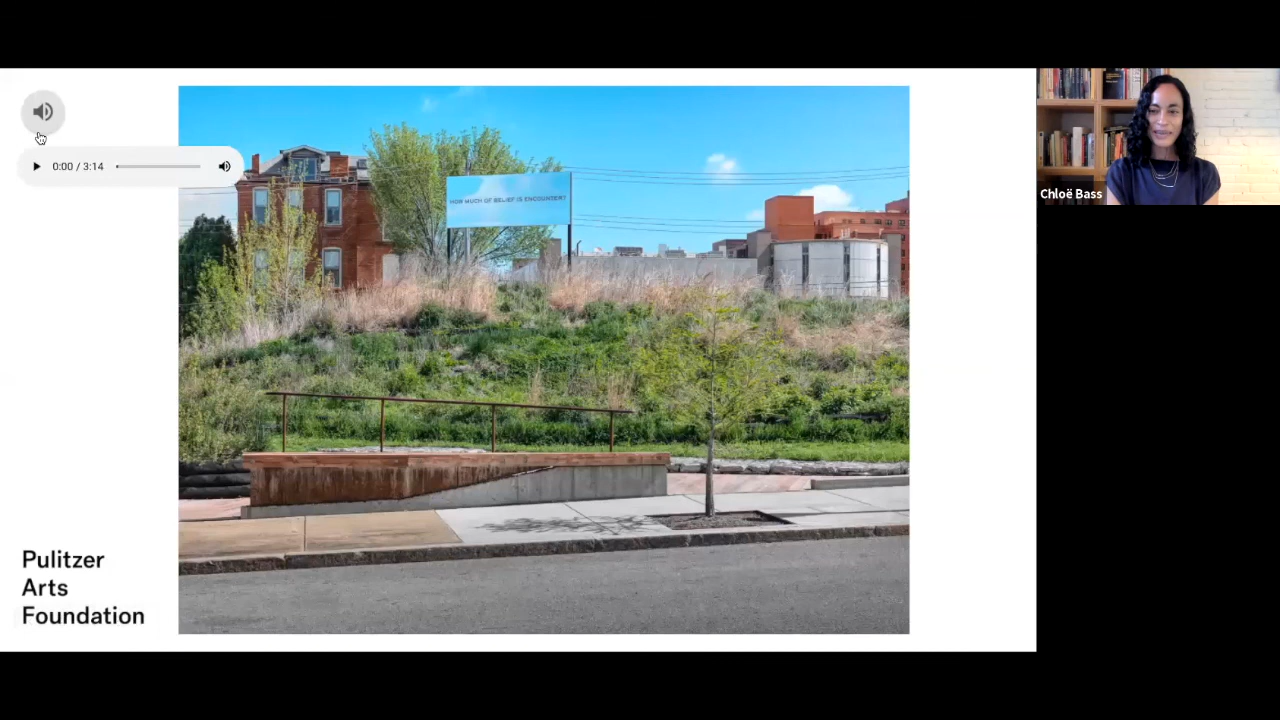 0:00 / 3:14
HOW MUCH OF BELIEF IS ENCOUNTER?
Chloë Bass
Pulitzer
Arts
Foundation